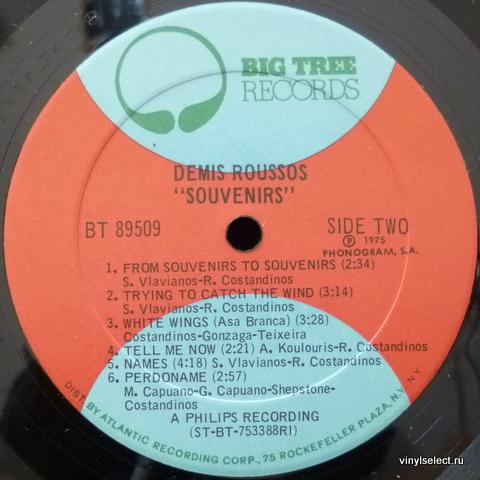 BIG TREE
RECORDS
DEMIS ROUSSOS
"SOUVENIRS"
BT 89509
SIDE TWO
Ⓟ 1975
PHONOGRAM, S.A.
1. FROM SOUVENIRS TO SOUVENIRS (2:34)
S. Vlavianos-R. Costandinos
2. TRYING TO CATCH THE WIND (3:14)
S. Vlavianos-R. Costandinos
3. WHITE WINGS (Asa Branca) (3:28)
Costandinos-Gonzaga-Teixeira
4. TELL ME NOW (2:21) A. Koulouris-R. Costandinos
5. NAMES (4:18) S. Vlavianos-R. Costandinos
6. PERDONAME (2:57)
M. Capuano-G. Capuano-Shepstone-
Costandinos
A PHILIPS RECORDING
(ST-BT-753388RI)
DIST. BY ATLANTIC RECORDING CORP., 75 ROCKEFELLER PLAZA, N.Y. N.Y.
vinylselect.ru